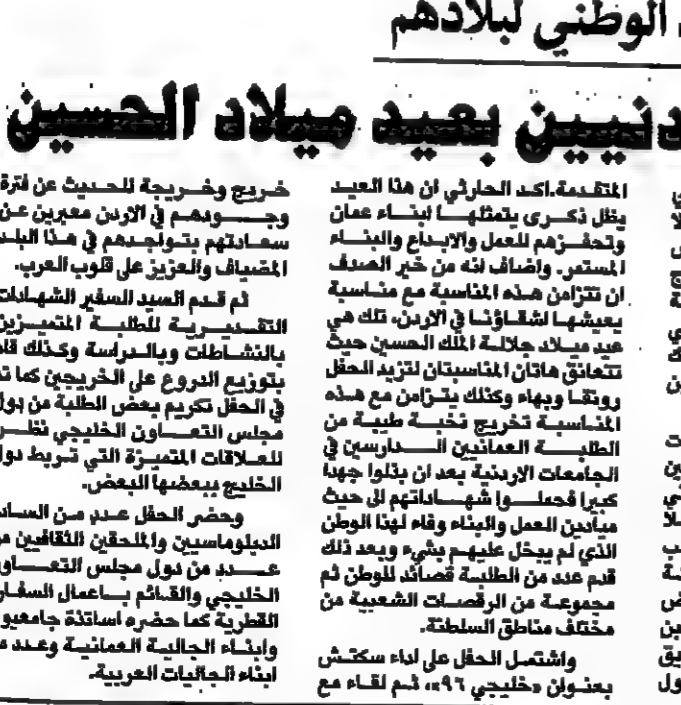 الوطني لبلادهم
دنيين بعيد ميلاد الحسين
المتقدمة.اكد الحارثي ان هذا العيد
يظل ذكرى يتمثلها ابناء عمان
وتحفزهم للعمل والابداع والبناء
المستمر. واضاف انه من خير الصدف
ان تتزامن هذه المناسبة مع مناسبة
يعيشها اشقاؤنا في الاردن، تلك هي
عيد ميلاد جلالة الملك الحسين حيث
تتعانق هاتان المناسبتان لتزيد الحفل
رونقا وبهاء وكذلك يتزامن مع هذه
المناسبة تخريج نخبة طيبة من
الطلبة العمانيين الدارسين في
الجامعات الاردنية بعد ان بذلوا جهدا
كبيرا فحملوا شهاداتهم الى حيث
ميادين العمل والبناء وفاء لهذا الوطن
الذي لم يبخل عليهم بشيء وبعد ذلك
قدم عدد من الطلبة قصائد للوطن ثم
مجموعة من الرقصات الشعبية من
مختلف مناطق السلطنة.
واشتمل الحفل على اداء سكتش
بعنوان «خليجي ٩٦»، ثم لقاء مع
خريج وخريجة للحديث عن فترة
وجودهم في الاردن معبرين عن
سعادتهم بتواجدهم في هذا البلد
المضياف والعزيز على قلوب العرب.
ثم قدم السيد السفير الشهادات
التقديرية للطلبة المتميزين
بالنشاطات وبالدراسة وكذلك
بتوزيع الدروع على الخريجين كما
في الحفل تكريم بعض الطلبة من دول
مجلس التعاون الخليجي
للعلاقات المتميزة التي تربط دول
الخليج ببعضها البعض.
وحضر الحفل عدد من
الدبلوماسيين والملحقين الثقافيين
عدد من دول مجلس
الخليجي والقائم باعمال
القطرية كما حضره اساتذة
وابناء الجالية العمانية وعدد
ابناء الجاليات العربية.